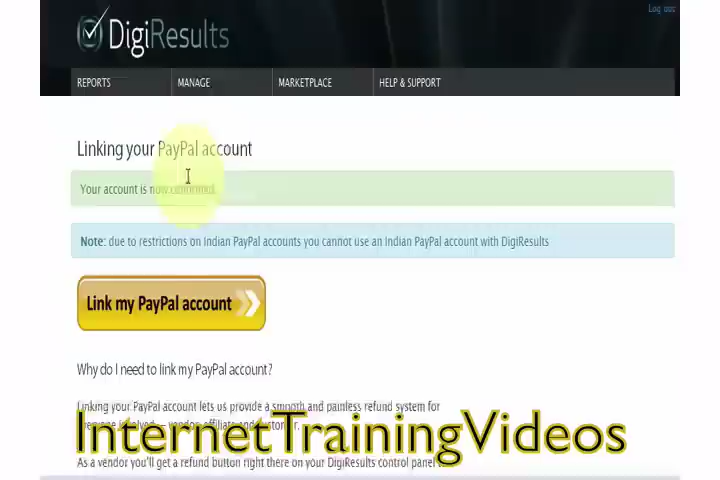 Log out
DigiResults
REPORTS MANAGE MARKETPLACE HELP & SUPPORT
Linking your PayPal account
Your account is now confirmed
Note: due to restrictions on Indian PayPal accounts you cannot use an Indian PayPal account with DigiResults
Link my PayPal account
Why do I need to link my PayPal account?
Linking your PayPal account lets us provide a smooth and painless refund system for
InternetTrainingVideos
As a vendor you'll get a refund button right there on your DigiResults control panel